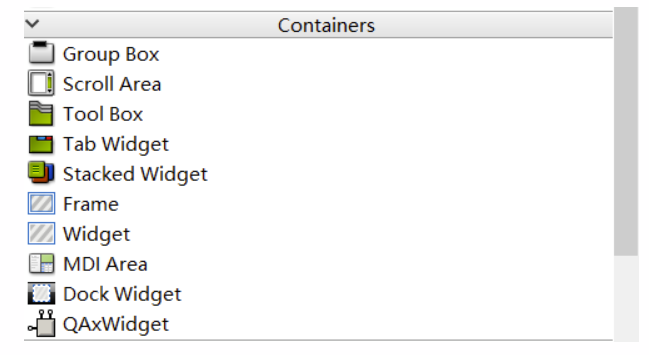 Containers
Group Box
Scroll Area
Tool Box
Tab Widget
Stacked Widget
Frame
Widget
MDI Area
Dock Widget
QAxWidget